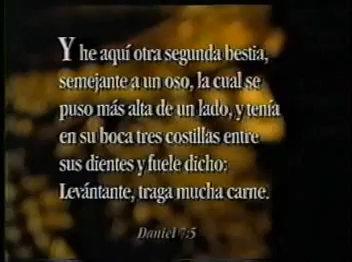 Y he aquí otra segunda bestia,
semejante a un oso, la cual se
puso más alta de un lado, y tenía
en su boca tres costillas entre
sus dientes y fuele dicho:
Levántante, traga mucha carne.
Daniel 7:5